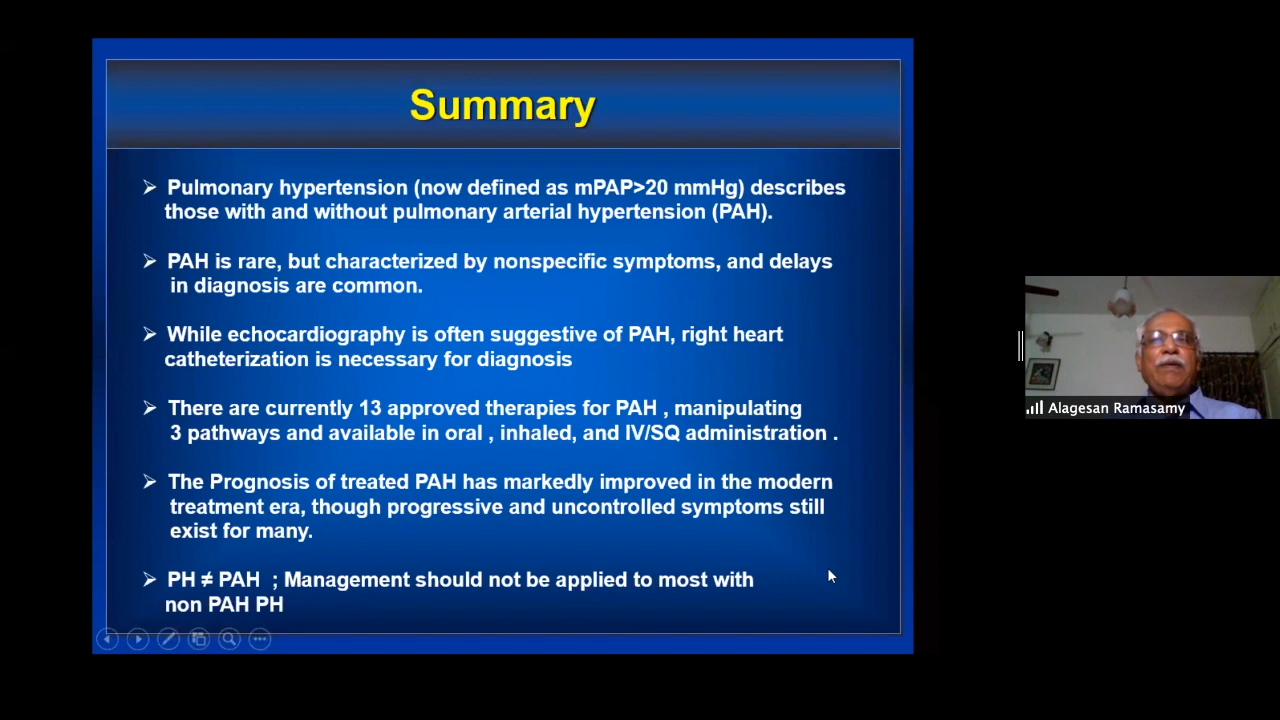 Summary
Pulmonary hypertension (now defined as mPAP>20 mmHg) describes
those with and without pulmonary arterial hypertension (PAH).
PAH is rare, but characterized by nonspecific symptoms, and delays
in diagnosis are common.
While echocardiography is often suggestive of PAH, right heart
catheterization is necessary for diagnosis
There are currently 13 approved therapies for PAH , manipulating
3 pathways and available in oral , inhaled, and IV/SQ administration .
The Prognosis of treated PAH has markedly improved in the modern
treatment era, though progressive and uncontrolled symptoms still
exist for many.
PH ≠ PAH ; Management should not be applied to most with
non PAH PH
Alagesan Ramasamy